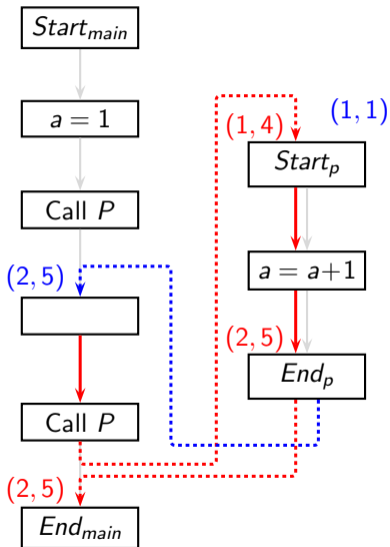 Start_main
a = 1
Call P
(2, 5)
Call P
(2, 5)
End_main
(1, 1)
(1, 4)
Start_p
a = a+1
(2, 5)
End_p